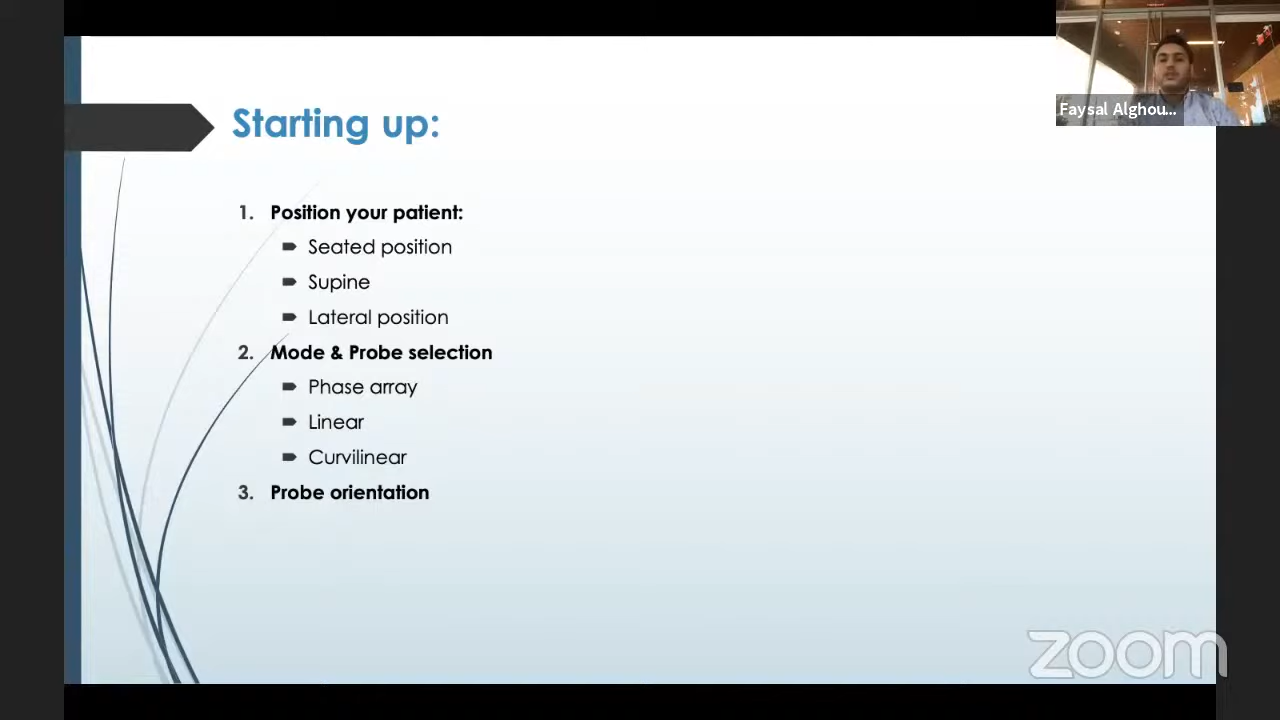 Starting up:
Faysal Alghou...
1. Position your patient:
Seated position
Supine
Lateral position
2. Mode & Probe selection
Phase array
Linear
Curvilinear
3. Probe orientation
zoom